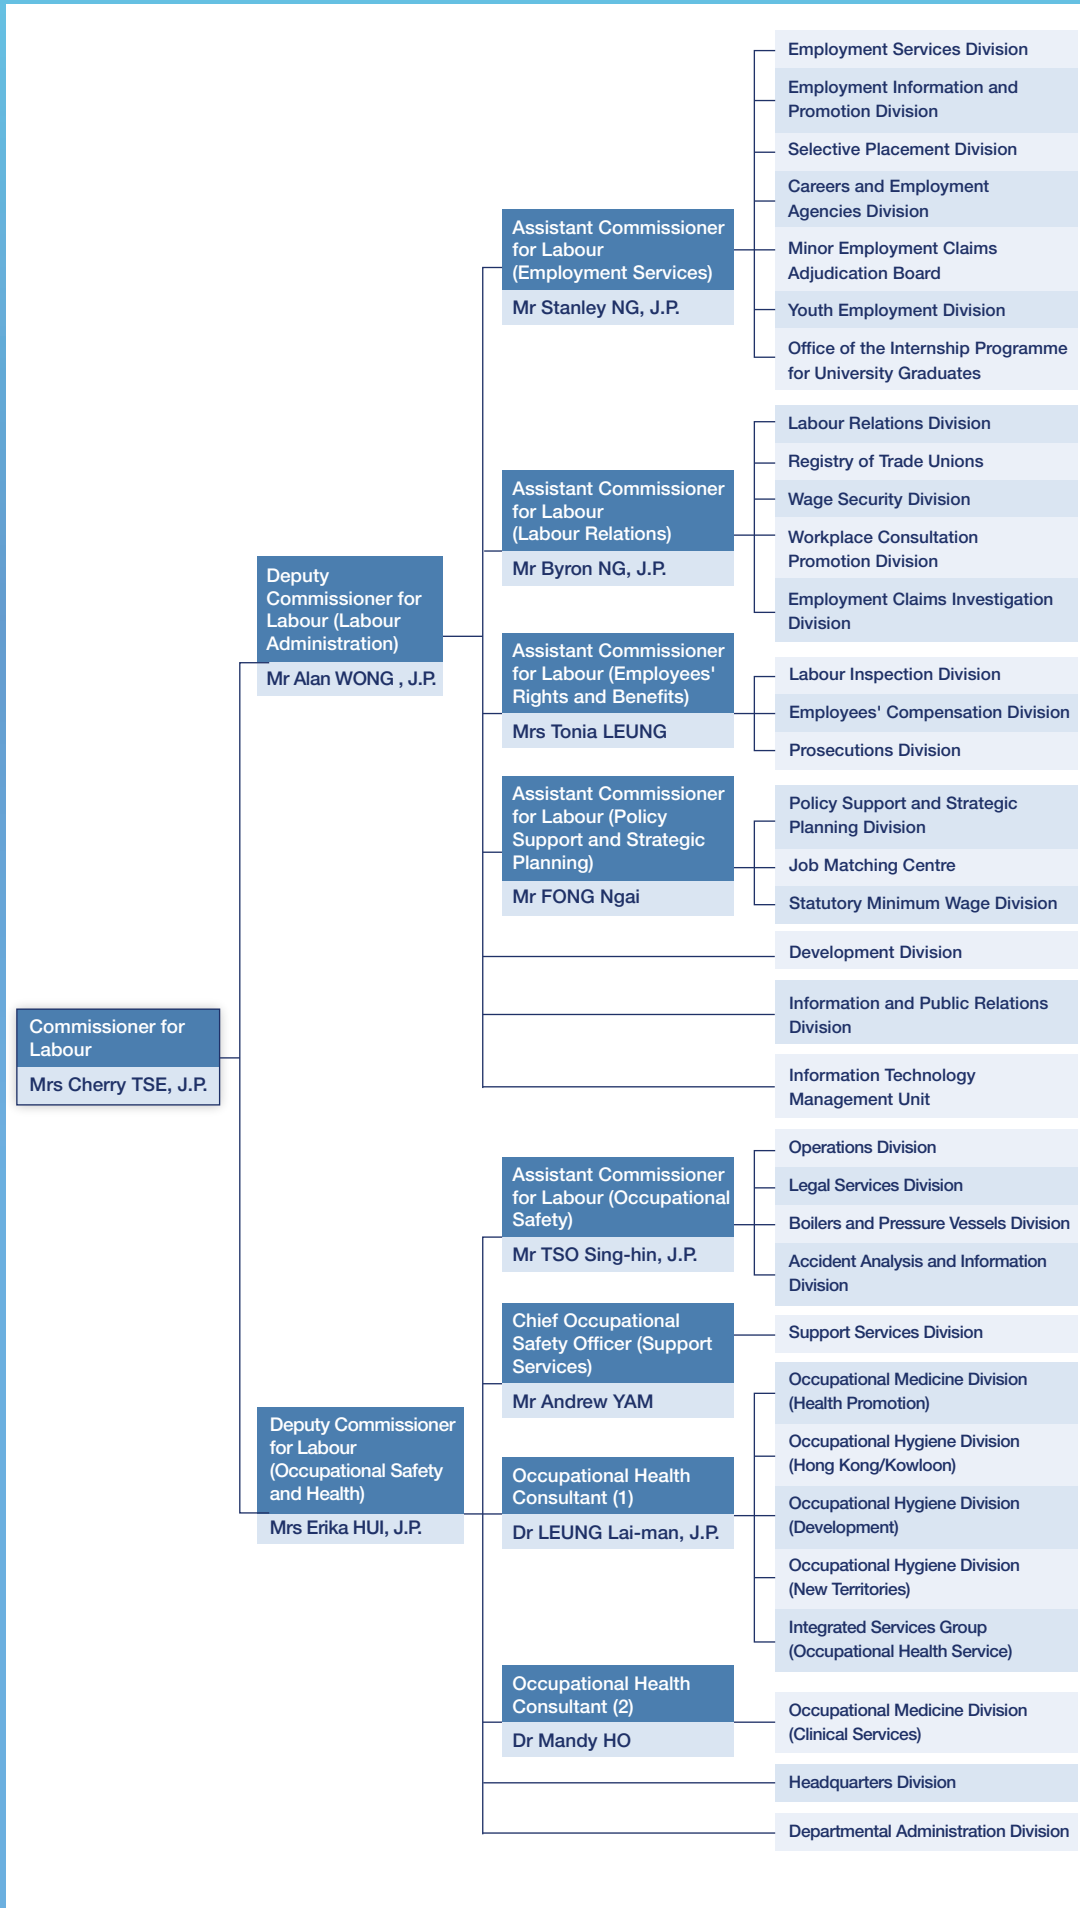 Employment Services Division
Employment Information and
Promotion Division
Selective Placement Division
Careers and Employment
Agencies Division
Assistant Commissioner
for Labour
(Employment Services)
Mr Stanley NG, J.P.
Minor Employment Claims
Adjudication Board
Youth Employment Division
Office of the Internship Programme
for University Graduates
Labour Relations Division
Registry of Trade Unions
Assistant Commissioner
for Labour
(Labour Relations)
Mr Byron NG, J.P.
Wage Security Division
Workplace Consultation
Promotion Division
Employment Claims Investigation
Division
Deputy
Commissioner for
Labour (Labour
Administration)
Mr Alan WONG , J.P.
Assistant Commissioner
for Labour (Employees'
Rights and Benefits)
Mrs Tonia LEUNG
Labour Inspection Division
Employees' Compensation Division
Prosecutions Division
Assistant Commissioner
for Labour (Policy
Support and Strategic
Planning)
Mr FONG Ngai
Policy Support and Strategic
Planning Division
Job Matching Centre
Statutory Minimum Wage Division
Development Division
Information and Public Relations
Division
Commissioner for
Labour
Mrs Cherry TSE, J.P.
Information Technology
Management Unit
Assistant Commissioner
for Labour (Occupational
Safety)
Mr TSO Sing-hin, J.P.
Operations Division
Legal Services Division
Boilers and Pressure Vessels Division
Accident Analysis and Information
Division
Chief Occupational
Safety Officer (Support
Services)
Mr Andrew YAM
Support Services Division
Deputy Commissioner
for Labour
(Occupational Safety
and Health)
Mrs Erika HUI, J.P.
Occupational Health
Consultant (1)
Dr LEUNG Lai-man, J.P.
Occupational Medicine Division
(Health Promotion)
Occupational Hygiene Division
(Hong Kong/Kowloon)
Occupational Hygiene Division
(Development)
Occupational Hygiene Division
(New Territories)
Integrated Services Group
(Occupational Health Service)
Occupational Health
Consultant (2)
Dr Mandy HO
Occupational Medicine Division
(Clinical Services)
Headquarters Division
Departmental Administration Division